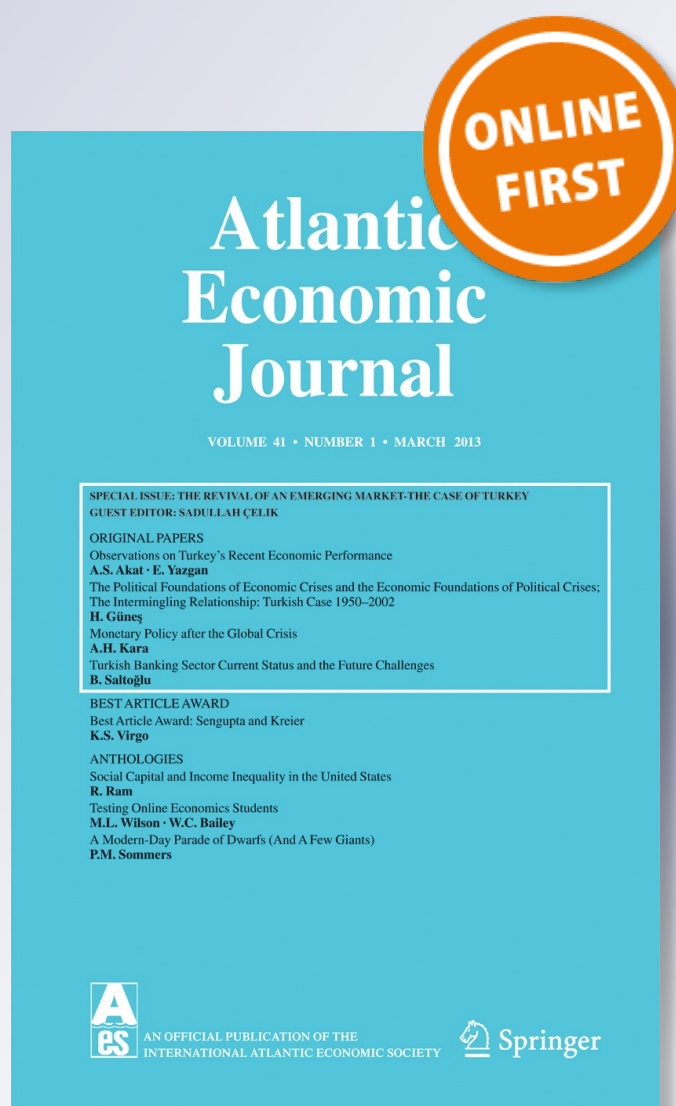 ONLINE
FIRST
Atlantic
Economic
Journal
VOLUME 41 • NUMBER 1 • MARCH 2013
SPECIAL ISSUE: THE REVIVAL OF AN EMERGING MARKET-THE CASE OF TURKEY
GUEST EDITOR: SADULLAH ÇELIK
ORIGINAL PAPERS
Observations on Turkey's Recent Economic Performance
A.S. Akat · E. Yazgan
The Political Foundations of Economic Crises and the Economic Foundations of Political Crises;
The Intermingling Relationship: Turkish Case 1950–2002
H. Güneş
Monetary Policy after the Global Crisis
A.H. Kara
Turkish Banking Sector Current Status and the Future Challenges
B. Saltoğlu
BEST ARTICLE AWARD
Best Article Award: Sengupta and Kreier
K.S. Virgo
ANTHOLOGIES
Social Capital and Income Inequality in the United States
R. Ram
Testing Online Economics Students
M.L. Wilson · W.C. Bailey
A Modern-Day Parade of Dwarfs (And A Few Giants)
P.M. Sommers
A
es
AN OFFICIAL PUBLICATION OF THE
INTERNATIONAL ATLANTIC ECONOMIC SOCIETY
Springer